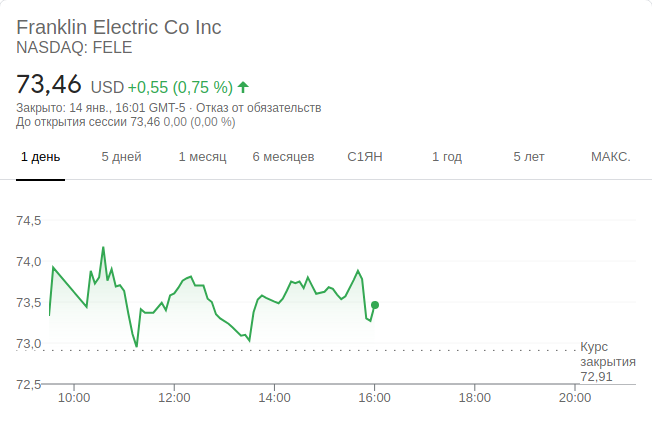 Franklin Electric Co Inc
NASDAQ: FELE
73,46 USD +0,55 (0,75 %)
Закрыто: 14 янв., 16:01 GMT-5 · Отказ от обязательств
До открытия сессии 73,46 0,00 (0,00 %)
1 день 5 дней 1 месяц 6 месяцев С1ЯН 1 год 5 лет МАКС.
74,5
74,0
73,5
73,0
72,5
Курс
закрытия
72,91
10:00 12:00 14:00 16:00 18:00 20:00